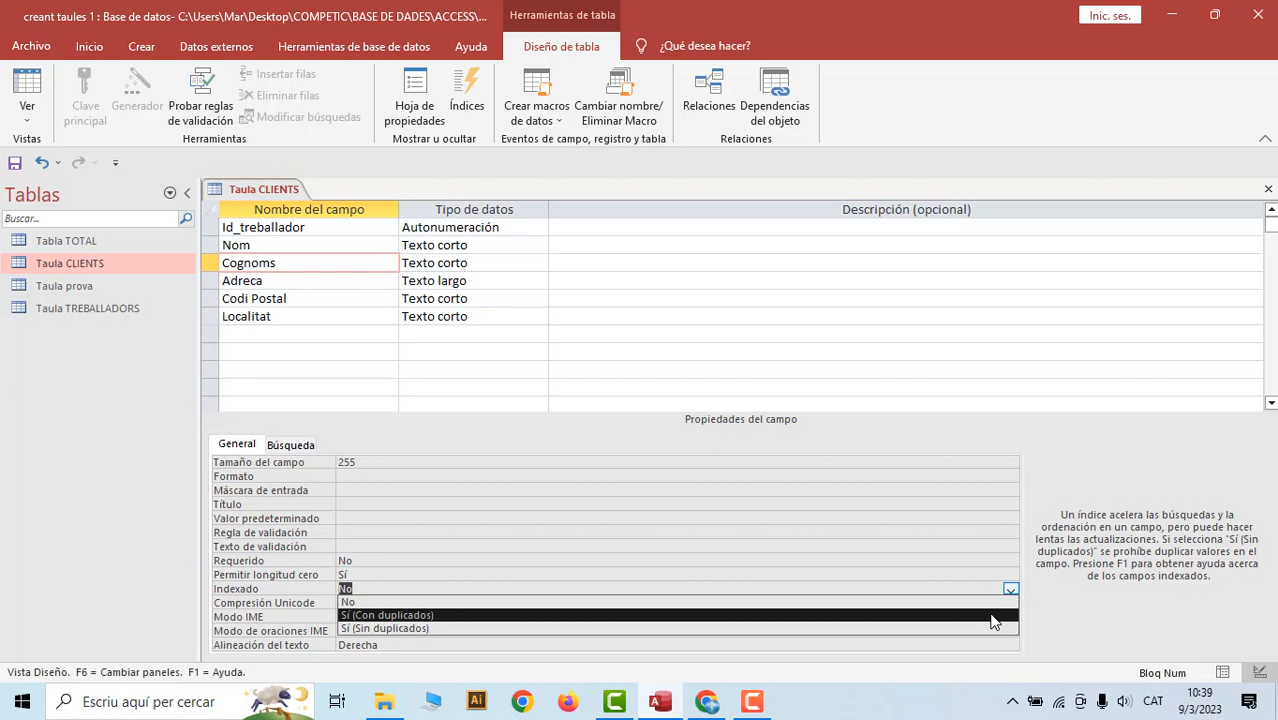 creant taules 1 : Base de datos- C:\Users\Mar\Desktop\COMPETIC\BASE DE DADES\ACCESS\...
Herramientas de tabla
Inic. ses.
Archivo
Inicio
Crear
Datos externos
Herramientas de base de datos
Ayuda
Diseño de tabla
¿Qué desea hacer?
Ver
Clave principal
Generador
Probar reglas de validación
Insertar filas
Eliminar filas
Modificar búsquedas
Hoja de propiedades
Índices
Crear macros de datos
Cambiar nombre/ Eliminar Macro
Relaciones
Dependencias del objeto
Vistas
Herramientas
Mostrar u ocultar
Eventos de campo, registro y tabla
Relaciones
Tablas
Buscar...
Tabla TOTAL
Taula CLIENTS
Taula prova
Taula TREBALLADORS
Taula CLIENTS
Nombre del campo Tipo de datos Descripción (opcional)
Id_treballador Autonumeración
Nom Texto corto
Cognoms Texto corto
Adreca Texto largo
Codi Postal Texto corto
Localitat Texto corto
Propiedades del campo
General
Búsqueda
Tamaño del campo 255
Formato
Máscara de entrada
Título
Valor predeterminado
Regla de validación
Texto de validación
Requerido No
Permitir longitud cero Sí
Indexado No
Compresión Unicode No
Modo IME Sí (Con duplicados)
Modo de oraciones IME Sí (Sin duplicados)
Alineación del texto Derecha
Un índice acelera las búsquedas y la
ordenación en un campo, pero puede hacer
lentas las actualizaciones. Si selecciona "Sí (Sin
duplicados)" se prohíbe duplicar valores en el
campo. Presione F1 para obtener ayuda acerca
de los campos indexados.
Vista Diseño. F6 = Cambiar paneles. F1 = Ayuda.
Bloq Num
Escriu aquí per cercar
Ai
CAT
10:39
9/3/2023